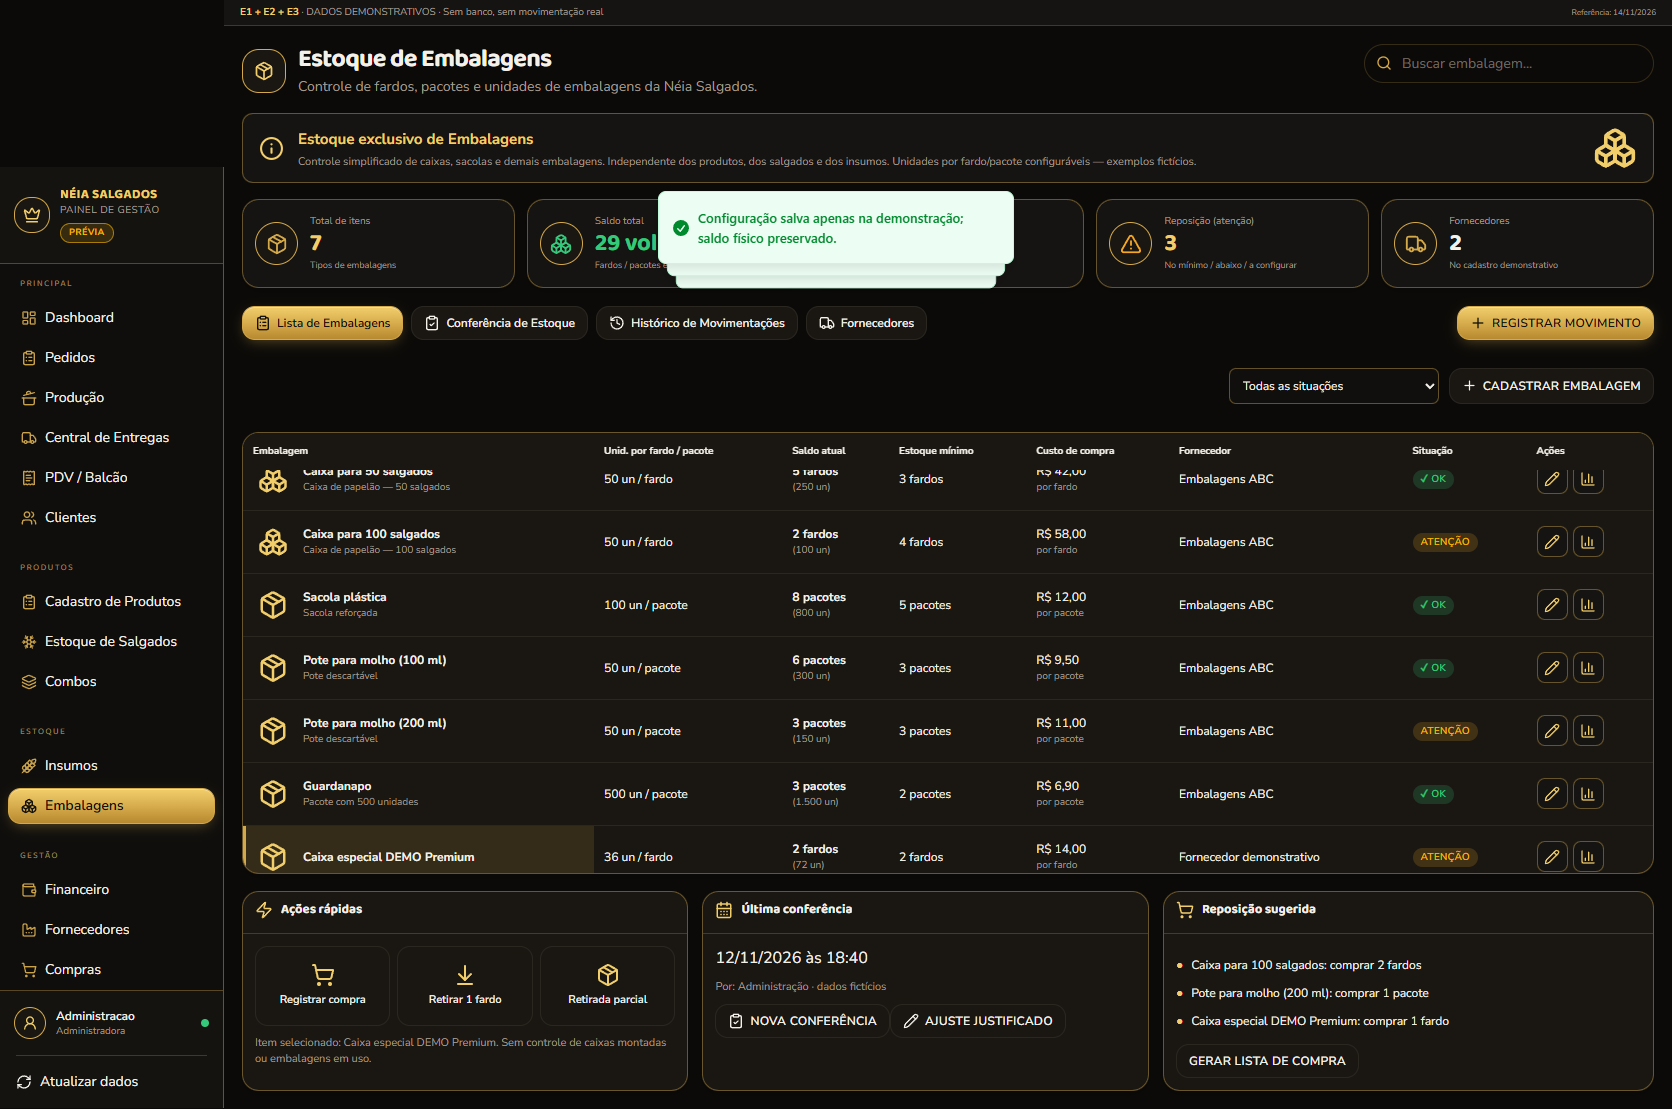 E1 + E2 + E3 · DADOS DEMONSTRATIVOS · Sem banco, sem movimentação real
Referência: 14/11/2026
NÉIA SALGADOS
PAINEL DE GESTÃO
PRÉVIA
PRINCIPAL
Dashboard
Pedidos
Produção
Central de Entregas
PDV / Balcão
Clientes
PRODUTOS
Cadastro de Produtos
Estoque de Salgados
Combos
ESTOQUE
Insumos
Embalagens
GESTÃO
Financeiro
Fornecedores
Compras
Administracao
Administradora
Atualizar dados
Estoque de Embalagens
Controle de fardos, pacotes e unidades de embalagens da Néia Salgados.
Buscar embalagem...
Estoque exclusivo de Embalagens
Controle simplificado de caixas, sacolas e demais embalagens. Independente dos produtos, dos salgados e dos insumos. Unidades por fardo/pacote configuráveis — exemplos fictícios.
Total de itens
7
Tipos de embalagens
Saldo total
29 vol
Fardos / pacotes
Configuração salva apenas na demonstração;
saldo físico preservado.
Reposição (atenção)
3
No mínimo / abaixo / a configurar
Fornecedores
2
No cadastro demonstrativo
Lista de Embalagens
Conferência de Estoque
Histórico de Movimentações
Fornecedores
REGISTRAR MOVIMENTO
Todas as situações
CADASTRAR EMBALAGEM
Embalagem Unid. por fardo / pacote Saldo atual Estoque mínimo Custo de compra Fornecedor Situação Ações
Caixa para 50 salgados 5 fardos R$ 42,00
50 un / fardo 3 fardos Embalagens ABC OK
Caixa de papelão — 50 salgados (250 un) por fardo
Caixa para 100 salgados 2 fardos R$ 58,00
50 un / fardo 4 fardos Embalagens ABC ATENÇÃO
Caixa de papelão — 100 salgados (100 un) por fardo
Sacola plástica 8 pacotes R$ 12,00
100 un / pacote 5 pacotes Embalagens ABC OK
Sacola reforçada (800 un) por pacote
Pote para molho (100 ml) 6 pacotes R$ 9,50
50 un / pacote 3 pacotes Embalagens ABC OK
Pote descartável (300 un) por pacote
Pote para molho (200 ml) 3 pacotes R$ 11,00
50 un / pacote 3 pacotes Embalagens ABC ATENÇÃO
Pote descartável (150 un) por pacote
Guardanapo 3 pacotes R$ 6,90
500 un / pacote 2 pacotes Embalagens ABC OK
Pacote com 500 unidades (1.500 un) por pacote
2 fardos R$ 14,00
Caixa especial DEMO Premium 36 un / fardo 2 fardos Fornecedor demonstrativo ATENÇÃO
(72 un) por fardo
Ações rápidas
Registrar compra
Retirar 1 fardo
Retirada parcial
Item selecionado: Caixa especial DEMO Premium. Sem controle de caixas montadas
ou embalagens em uso.
Última conferência
12/11/2026 às 18:40
Por: Administração · dados fictícios
NOVA CONFERÊNCIA
AJUSTE JUSTIFICADO
Reposição sugerida
Caixa para 100 salgados: comprar 2 fardos
Pote para molho (200 ml): comprar 1 pacote
Caixa especial DEMO Premium: comprar 1 fardo
GERAR LISTA DE COMPRA